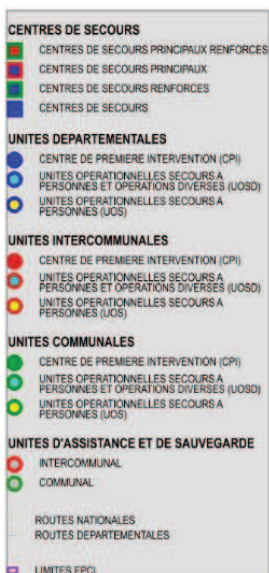 CENTRES DE SECOURS
CENTRES DE SECOURS PRINCIPAUX RENFORCES
CENTRES DE SECOURS PRINCIPAUX
CENTRES DE SECOURS RENFORCES
CENTRES DE SECOURS
UNITES DEPARTEMENTALES
CENTRE DE PREMIERE INTERVENTION (CPI)
UNITES OPERATIONNELLES SECOURS A
PERSONNES ET OPERATIONS DIVERSES (UOSD)
UNITES OPERATIONNELLES SECOURS A
PERSONNES (UOS)
UNITES INTERCOMMUNALES
CENTRE DE PREMIERE INTERVENTION (CPI)
UNITES OPERATIONNELLES SECOURS A
PERSONNES ET OPERATIONS DIVERSES (UOSD)
UNITES OPERATIONNELLES SECOURS A
PERSONNES (UOS)
UNITES COMMUNALES
CENTRE DE PREMIERE INTERVENTION (CPI)
UNITES OPERATIONNELLES SECOURS A
PERSONNES ET OPERATIONS DIVERSES (UOSD)
UNITES OPERATIONNELLES SECOURS A
PERSONNES (UOS)
UNITES D'ASSISTANCE ET DE SAUVEGARDE
INTERCOMMUNAL
COMMUNAL
ROUTES NATIONALES
ROUTES DEPARTEMENTALES
LIMITES EPCI